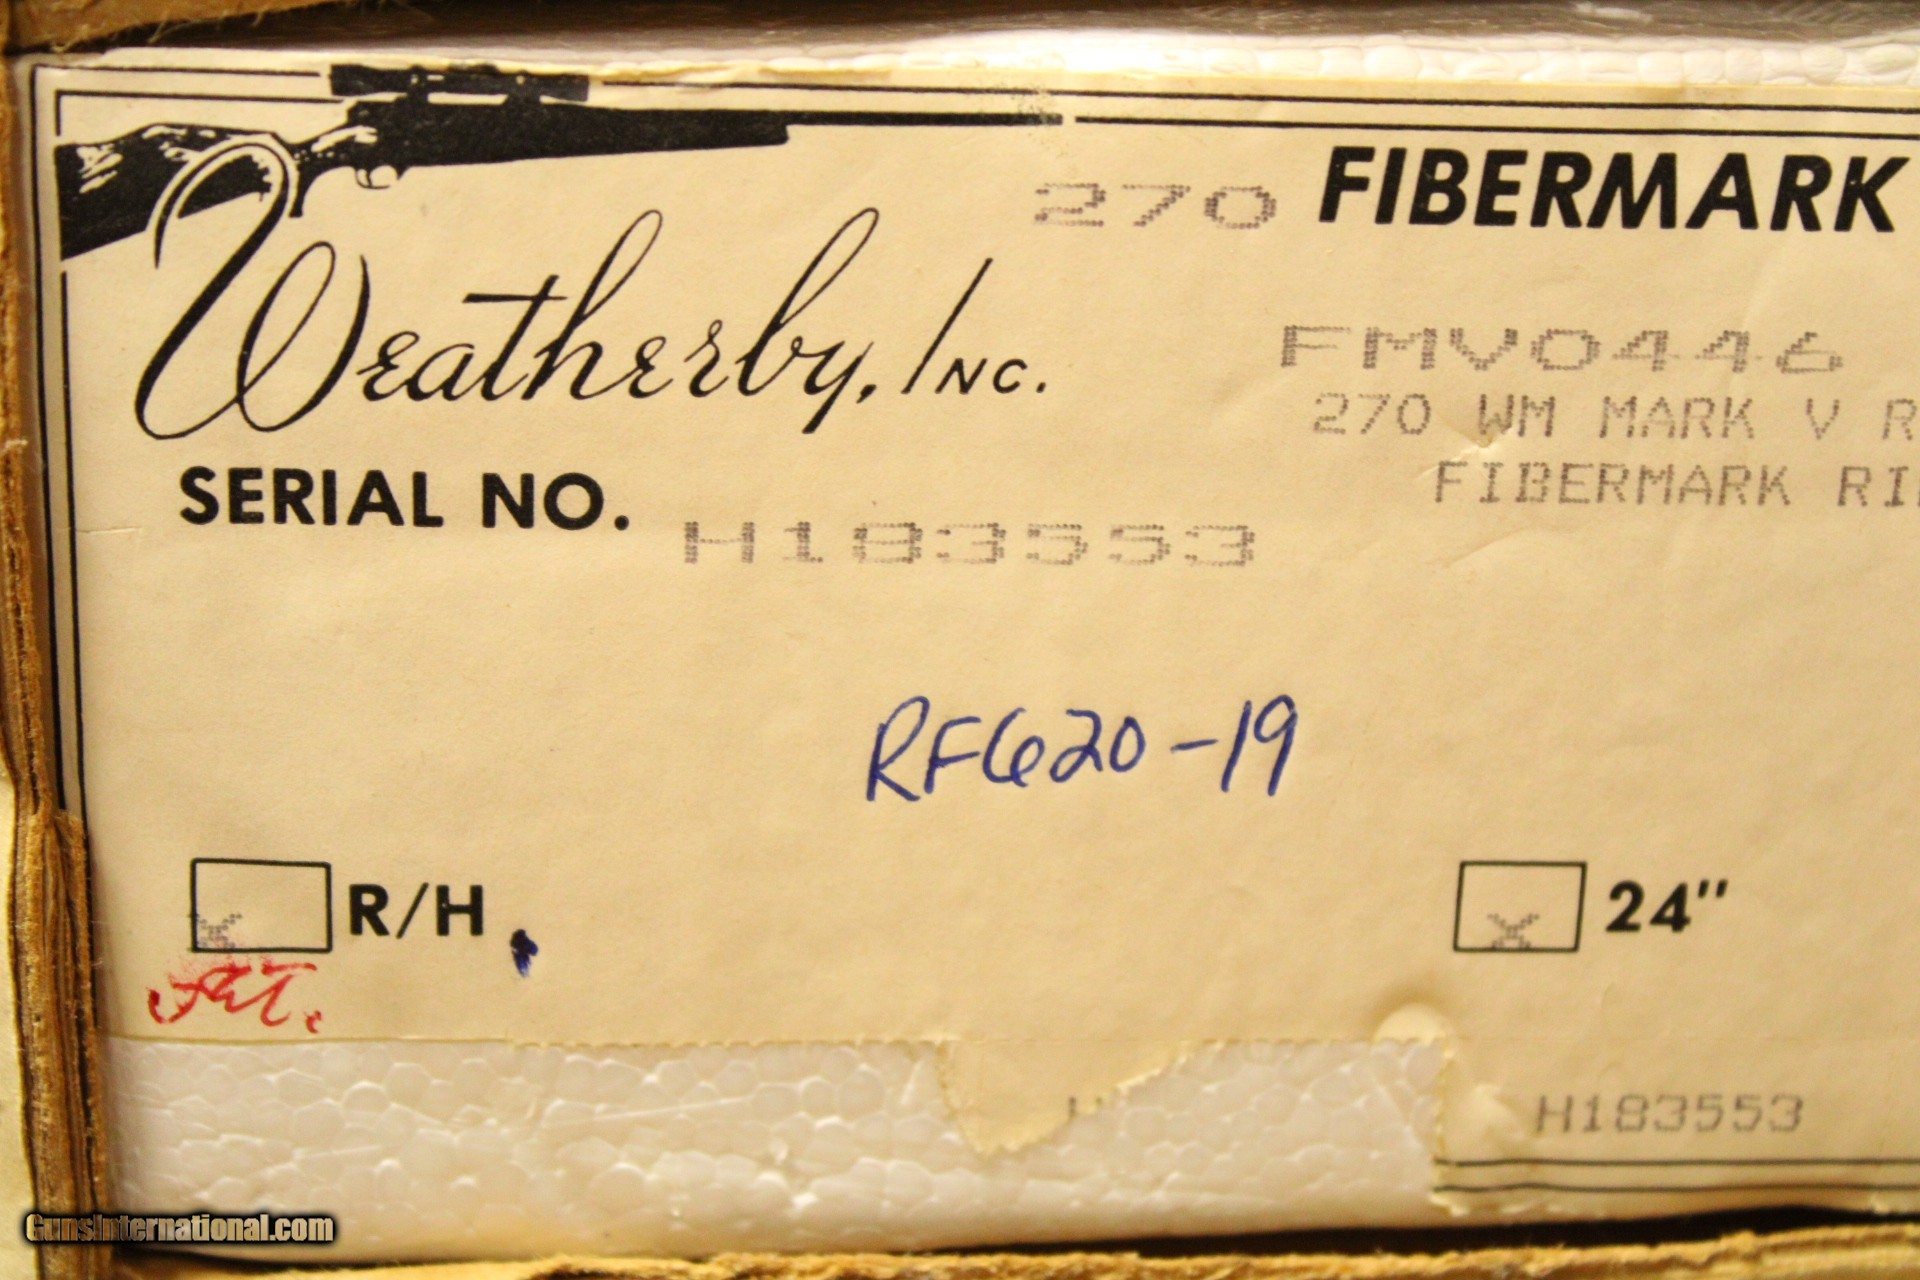 270 FIBERMARK
Weatherby, Inc.
FMV0446
270 WM MARK V R
FIBERMARK RI
SERIAL NO. H183553
RF620-19
X R/H
X 24"
H183553
GunsInternational.com